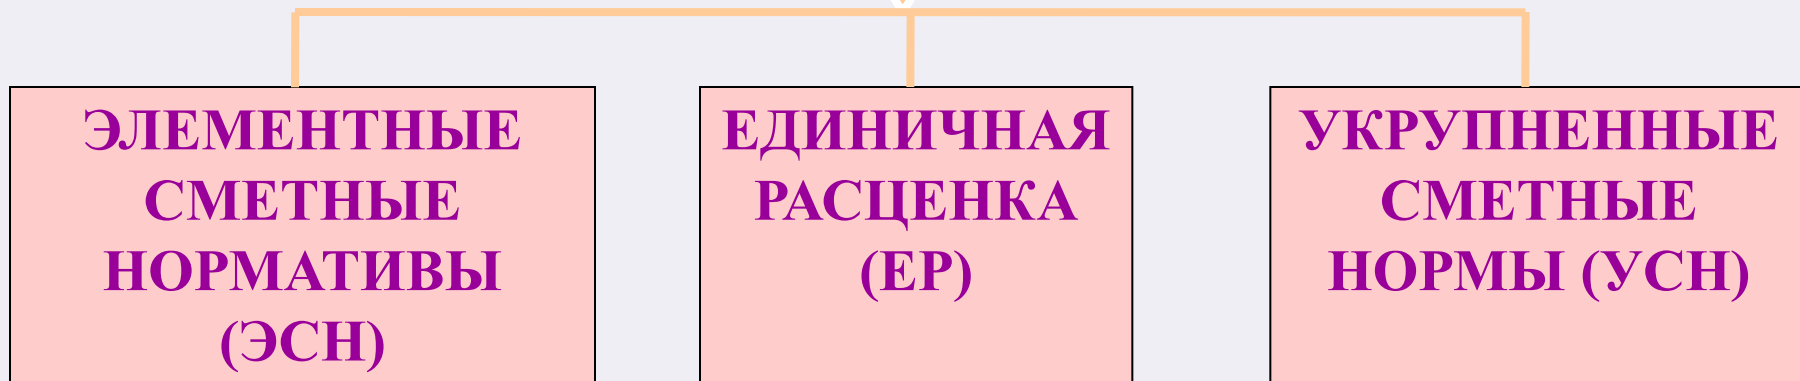 ЭЛЕМЕНТНЫЕ
СМЕТНЫЕ
НОРМАТИВЫ
(ЭСН)
ЕДИНИЧНАЯ
РАСЦЕНКА
(ЕР)
УКРУПНЕННЫЕ
СМЕТНЫЕ
НОРМЫ (УСН)